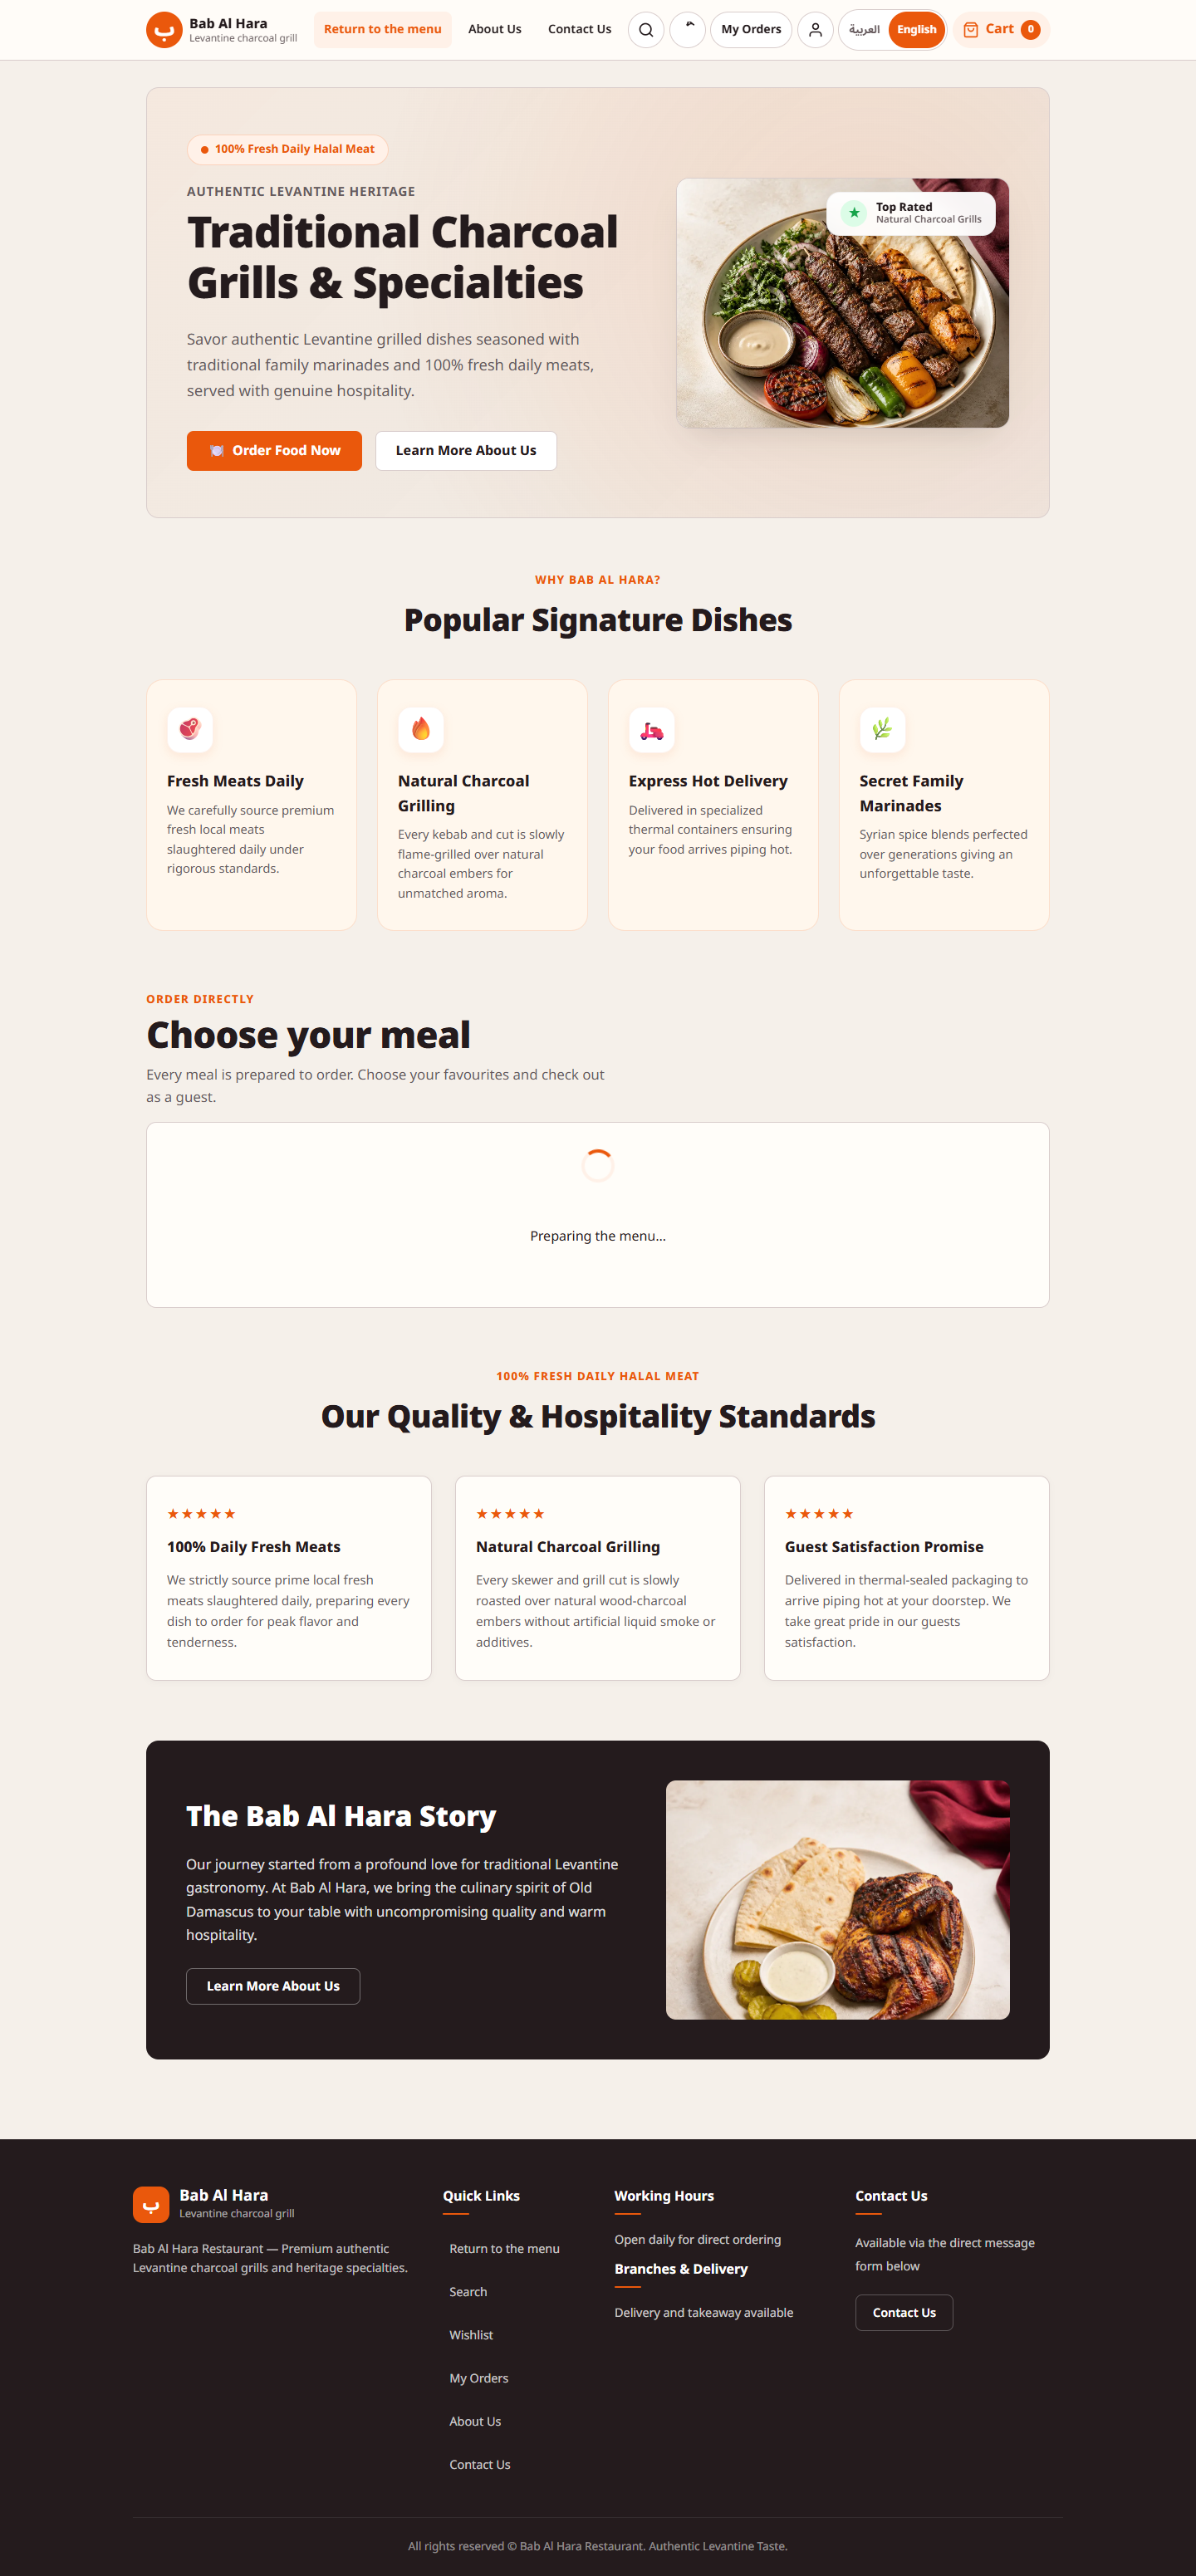 ب
Bab Al Hara
Levantine charcoal grill
Return to the menu
About Us
Contact Us
My Orders
العربية
English
Cart
0
100% Fresh Daily Halal Meat
AUTHENTIC LEVANTINE HERITAGE
Traditional Charcoal
Grills & Specialties
Savor authentic Levantine grilled dishes seasoned with
traditional family marinades and 100% fresh daily meats,
served with genuine hospitality.
Order Food Now
Learn More About Us
Top Rated
Natural Charcoal Grills
WHY BAB AL HARA?
Popular Signature Dishes
Fresh Meats Daily
We carefully source premium
fresh local meats
slaughtered daily under
rigorous standards.
Natural Charcoal
Grilling
Every kebab and cut is slowly
flame-grilled over natural
charcoal embers for
unmatched aroma.
Express Hot Delivery
Delivered in specialized
thermal containers ensuring
your food arrives piping hot.
Secret Family
Marinades
Syrian spice blends perfected
over generations giving an
unforgettable taste.
ORDER DIRECTLY
Choose your meal
Every meal is prepared to order. Choose your favourites and check out
as a guest.
Preparing the menu...
100% FRESH DAILY HALAL MEAT
Our Quality & Hospitality Standards
★★★★★
100% Daily Fresh Meats
We strictly source prime local fresh
meats slaughtered daily, preparing every
dish to order for peak flavor and
tenderness.
★★★★★
Natural Charcoal Grilling
Every skewer and grill cut is slowly
roasted over natural wood-charcoal
embers without artificial liquid smoke or
additives.
★★★★★
Guest Satisfaction Promise
Delivered in thermal-sealed packaging to
arrive piping hot at your doorstep. We
take great pride in our guests
satisfaction.
The Bab Al Hara Story
Our journey started from a profound love for traditional Levantine
gastronomy. At Bab Al Hara, we bring the culinary spirit of Old
Damascus to your table with uncompromising quality and warm
hospitality.
Learn More About Us
ب
Bab Al Hara
Levantine charcoal grill
Bab Al Hara Restaurant — Premium authentic
Levantine charcoal grills and heritage specialties.
Quick Links
Return to the menu
Search
Wishlist
My Orders
About Us
Contact Us
Working Hours
Open daily for direct ordering
Branches & Delivery
Delivery and takeaway available
Contact Us
Available via the direct message
form below
Contact Us
All rights reserved © Bab Al Hara Restaurant. Authentic Levantine Taste.